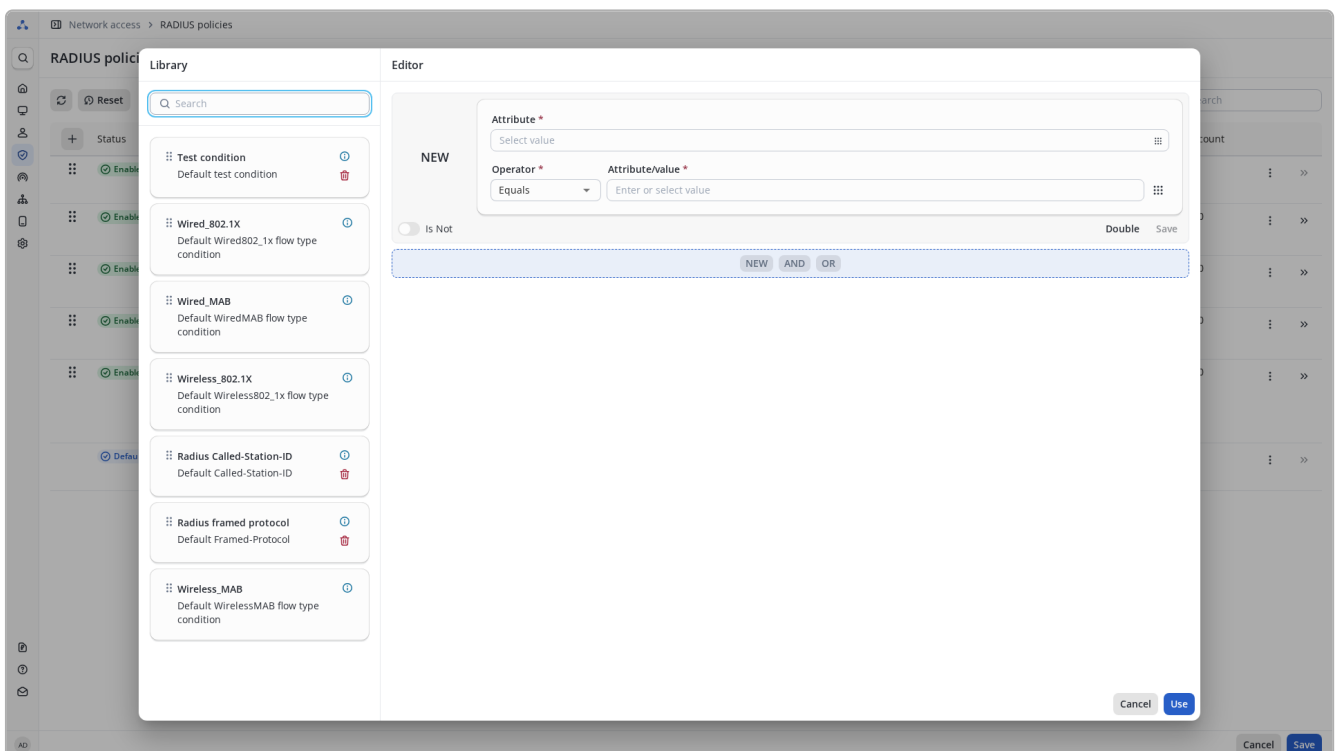 Network access > RADIUS policies
RADIUS polici
Reset
arch
Status
ount
Enable
Enable
Enable
Enable
Enable
Defau
Library
Search
Test condition
Default test condition
Wired_802.1X
Default Wired802_1x flow type
condition
Wired_MAB
Default WiredMAB flow type
condition
Wireless_802.1X
Default Wireless802_1x flow type
condition
Radius Called-Station-ID
Default Called-Station-ID
Radius framed protocol
Default Framed-Protocol
Wireless_MAB
Default WirelessMAB flow type
condition
Editor
NEW
Attribute *
Select value
Operator *
Attribute/value *
Equals
Enter or select value
Is Not
Double
Save
NEW
AND
OR
Cancel
Use
AD
Cancel
Save